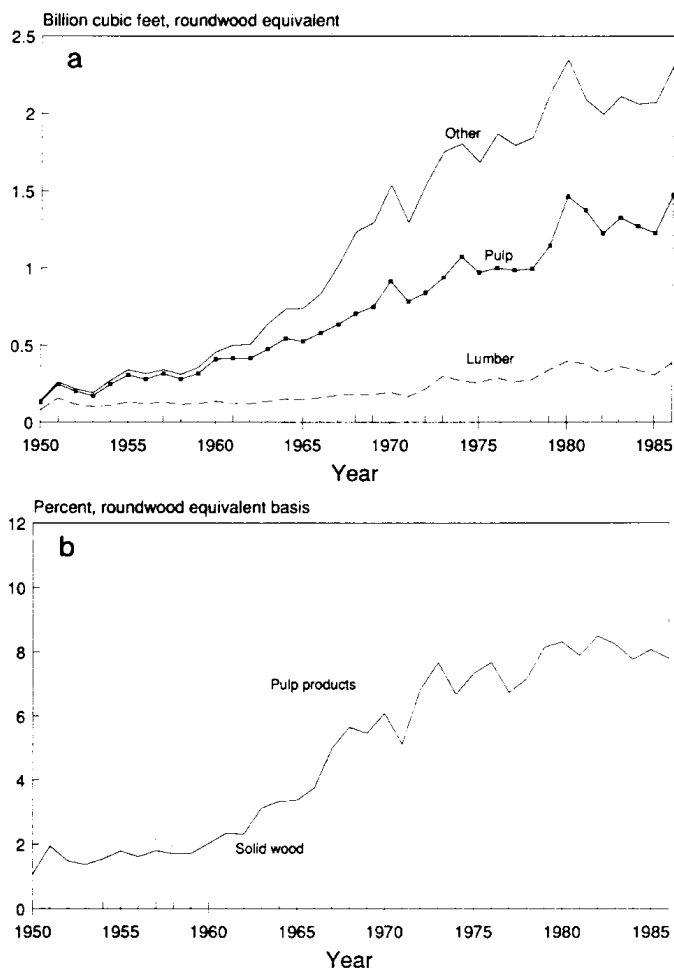 Billion cubic feet, roundwood equivalent
2.5
a
2
Other
1.5
Pulp
1
0.5
Lumber
0
1950 1955 1960 1965 1970 1975 1980 1985
Year
Percent, roundwood equivalent basis
12
b
10
8
Pulp products
6
4
2
Solid wood
0
1950 1955 1960 1965 1970 1975 1980 1985
Year